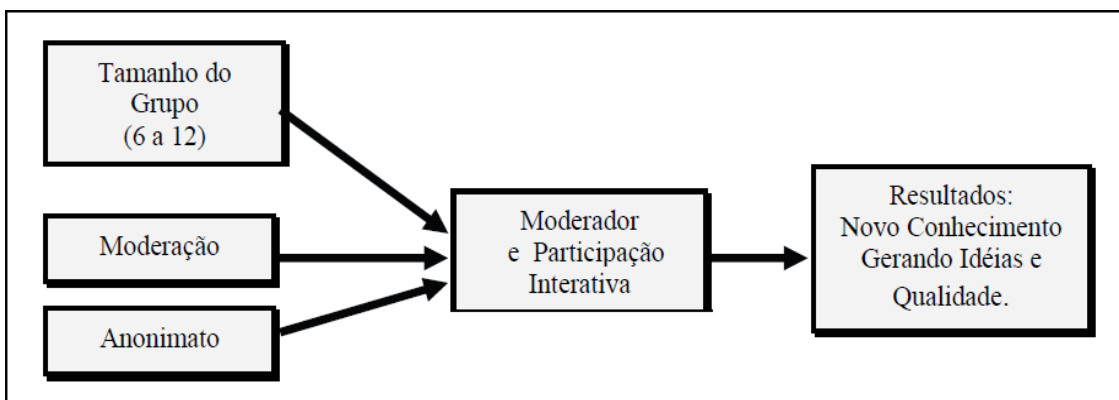 Tamanho do
Grupo
(6 a 12)
Moderação
Anonimato
Moderador
e Participação
Interativa
Resultados:
Novo Conhecimento
Gerando Idéias e
Qualidade.